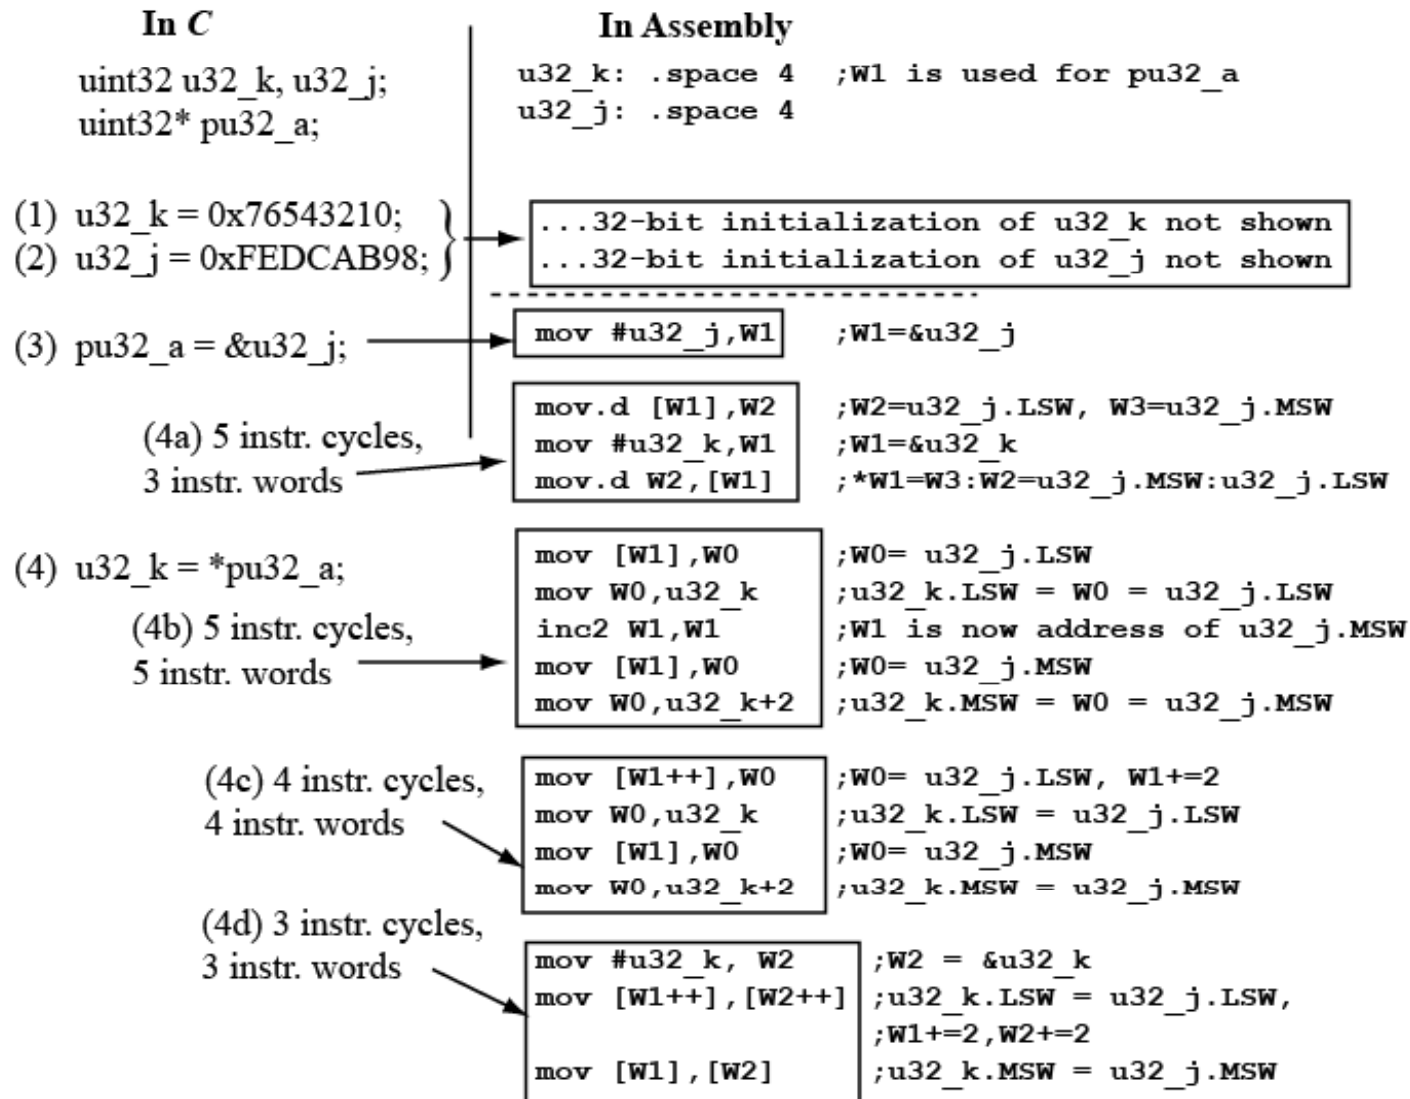 In C
In Assembly
uint32 u32_k, u32_j;
uint32* pu32_a;
u32_k: .space 4 ;W1 is used for pu32_a
u32_j: .space 4
(1) u32_k = 0x76543210;
(2) u32_j = 0xFEDCAB98;
...32-bit initialization of u32_k not shown
...32-bit initialization of u32_j not shown
(3) pu32_a = &u32_j;
mov #u32_j,W1 ;W1=&u32_j
(4a) 5 instr. cycles,
3 instr. words
mov.d [W1],W2 ;W2=u32_j.LSW, W3=u32_j.MSW
mov #u32_k,W1 ;W1=&u32_k
mov.d W2,[W1] ;*W1=W3:W2=u32_j.MSW:u32_j.LSW
(4) u32_k = *pu32_a;
(4b) 5 instr. cycles,
5 instr. words
mov [W1],W0 ;W0= u32_j.LSW
mov W0,u32_k ;u32_k.LSW = W0 = u32_j.LSW
inc2 W1,W1 ;W1 is now address of u32_j.MSW
mov [W1],W0 ;W0= u32_j.MSW
mov W0,u32_k+2 ;u32_k.MSW = W0 = u32_j.MSW
(4c) 4 instr. cycles,
4 instr. words
mov [W1++],W0 ;W0= u32_j.LSW, W1+=2
mov W0,u32_k ;u32_k.LSW = u32_j.LSW
mov [W1],W0 ;W0= u32_j.MSW
mov W0,u32_k+2 ;u32_k.MSW = u32_j.MSW
(4d) 3 instr. cycles,
3 instr. words
mov #u32_k, W2 ;W2 = &u32_k
mov [W1++],[W2++] ;u32_k.LSW = u32_j.LSW,
;W1+=2,W2+=2
mov [W1],[W2] ;u32_k.MSW = u32_j.MSW